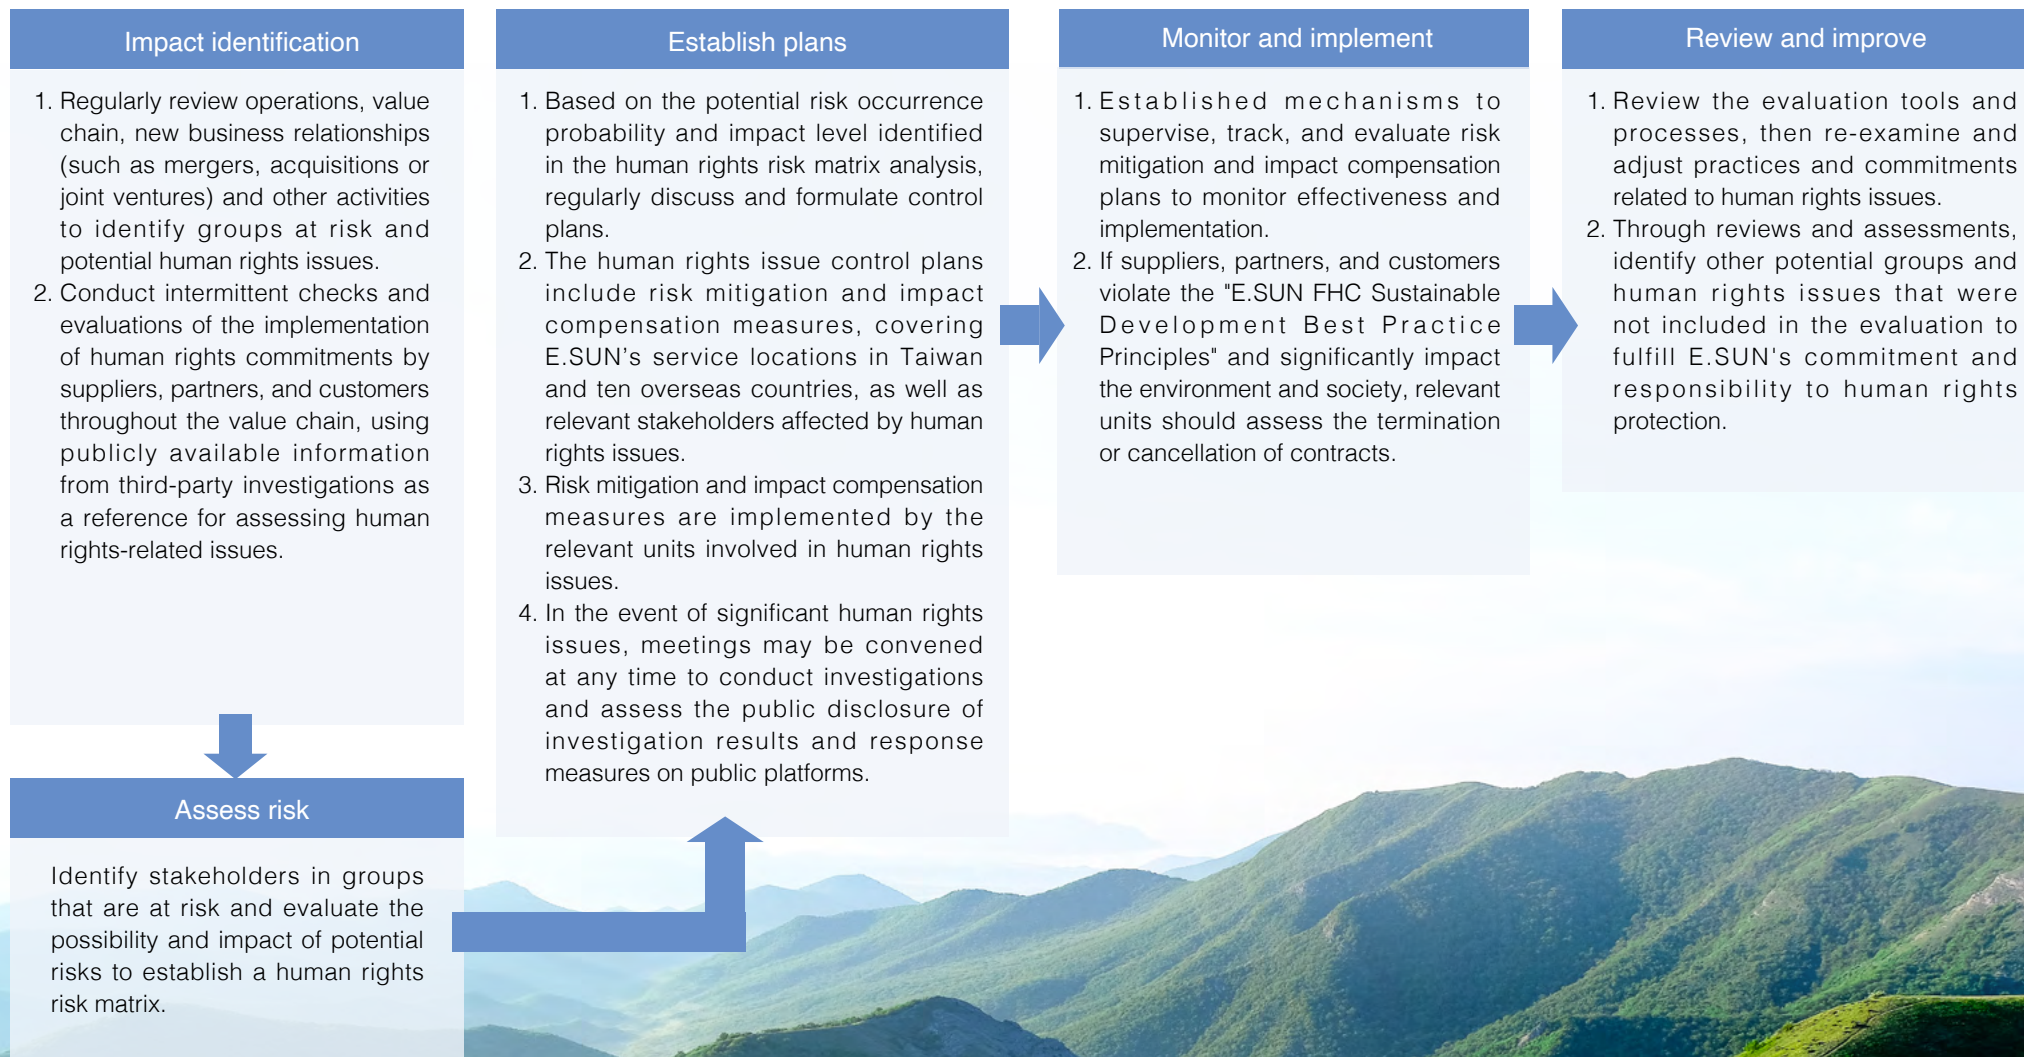 Impact identification
1. Regularly review operations, value
chain, new business relationships
(such as mergers, acquisitions or
joint ventures) and other activities
to identify groups at risk and
potential human rights issues.
2. Conduct intermittent checks and
evaluations of the implementation
of human rights commitments by
suppliers, partners, and customers
throughout the value chain, using
publicly available information
from third-party investigations as
a reference for assessing human
rights-related issues.
Assess risk
Identify stakeholders in groups
that are at risk and evaluate the
possibility and impact of potential
risks to establish a human rights
risk matrix.
Establish plans
1. Based on the potential risk occurrence
probability and impact level identified
in the human rights risk matrix analysis,
regularly discuss and formulate control
plans.
2. The human rights issue control plans
include risk mitigation and impact
compensation measures, covering
E.SUN’s service locations in Taiwan
and ten overseas countries, as well as
relevant stakeholders affected by human
rights issues.
3. Risk mitigation and impact compensation
measures are implemented by the
relevant units involved in human rights
issues.
4. In the event of significant human rights
issues, meetings may be convened
at any time to conduct investigations
and assess the public disclosure of
investigation results and response
measures on public platforms.
Monitor and implement
1. Established mechanisms to
supervise, track, and evaluate risk
mitigation and impact compensation
plans to monitor effectiveness and
implementation.
2. If suppliers, partners, and customers
violate the "E.SUN FHC Sustainable
Development Best Practice
Principles" and significantly impact
the environment and society, relevant
units should assess the termination
or cancellation of contracts.
Review and improve
1. Review the evaluation tools and
processes, then re-examine and
adjust practices and commitments
related to human rights issues.
2. Through reviews and assessments,
identify other potential groups and
human rights issues that were
not included in the evaluation to
fulfill E.SUN's commitment and
responsibility to human rights
protection.